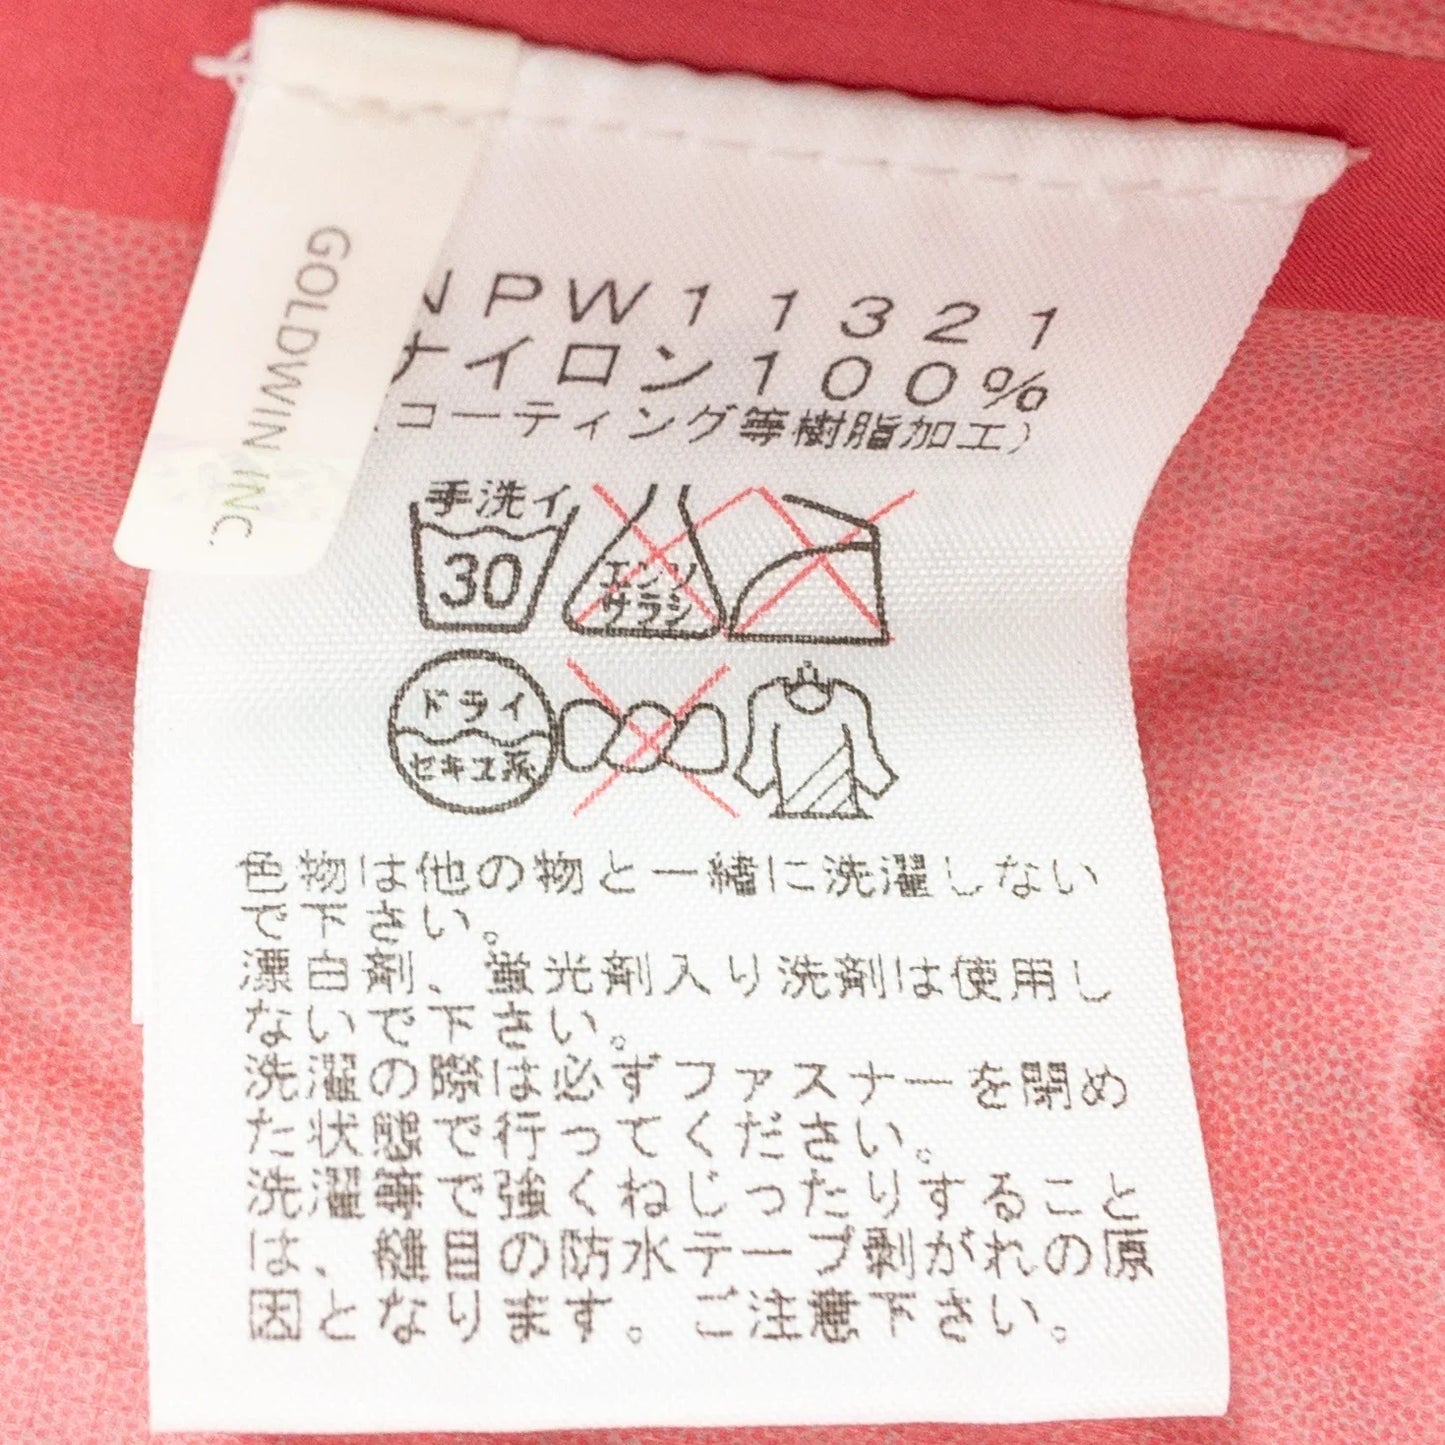 GOLDWIN INC.
NPW11321
ナイロン100%
(コーティング等樹脂加工)
手洗イ
30
エンソ
サラシ
ドライ
セキユ系
色物は他の物と一緒に洗濯しない
で下さい。
漂白剤、蛍光剤入り洗剤は使用し
ないで下さい。
洗濯の際は必ずファスナーを閉め
た状態で行ってください。
洗濯等で強くねじったりすること
は、縫目の防水テープ剥がれの原
因となります。ご注意下さい。